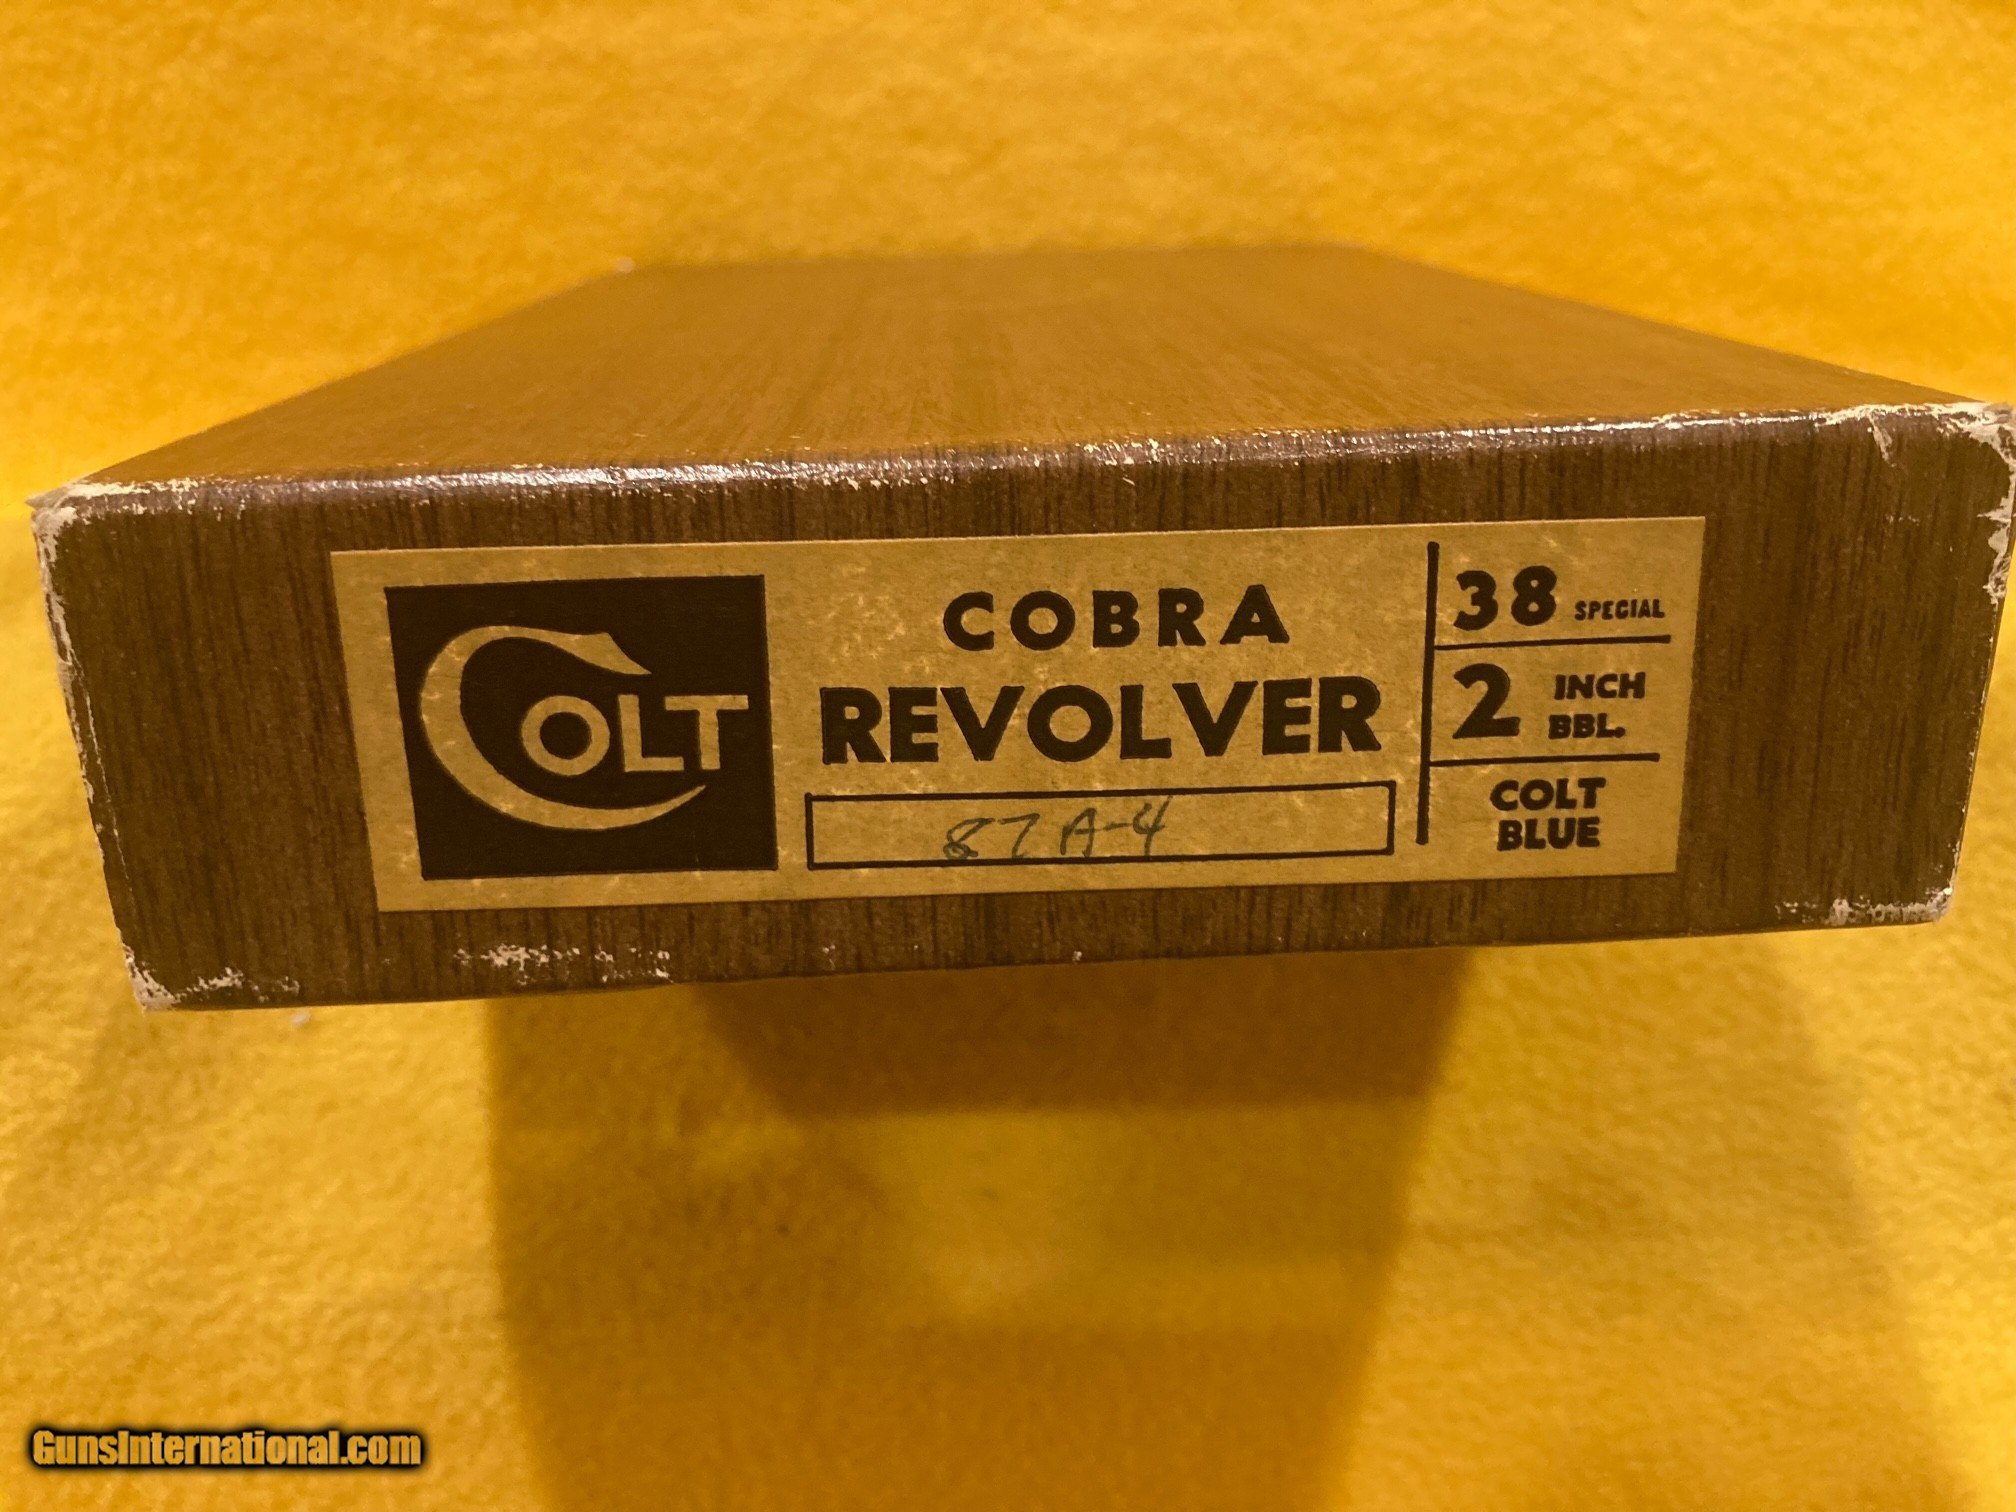 COLT
COBRA
REVOLVER
87A-4
38 SPECIAL
2 INCH BBL.
COLT
BLUE
GunsInternational.com